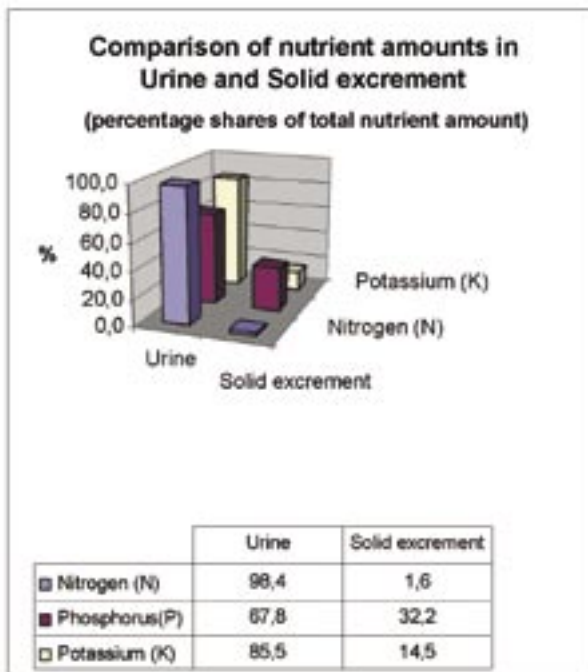 Comparison of nutrient amounts in
Urine and Solid excrement
(percentage shares of total nutrient amount)
100,0
80,0
60,0
40,0
20,0
0,0
%
Potassium (K)
Nitrogen (N)
Urine
Solid excrement
Urine Solid excrement
Nitrogen (N) 98,4 1,6
Phosphorus(P) 67,8 32,2
Potassium (K) 85,5 14,5